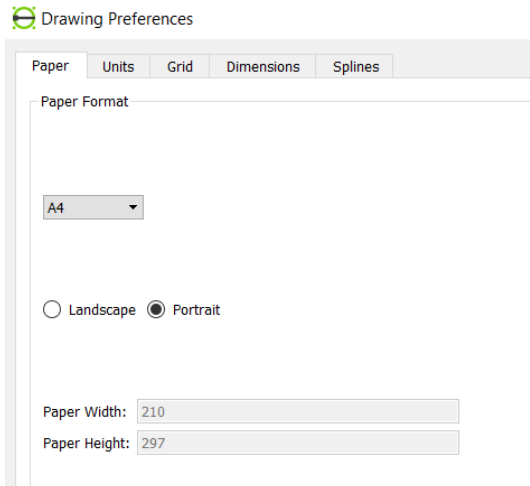 Drawing Preferences
Paper Units Grid Dimensions Splines
Paper Format
A4
Landscape Portrait
Paper Width: 210
Paper Height: 297